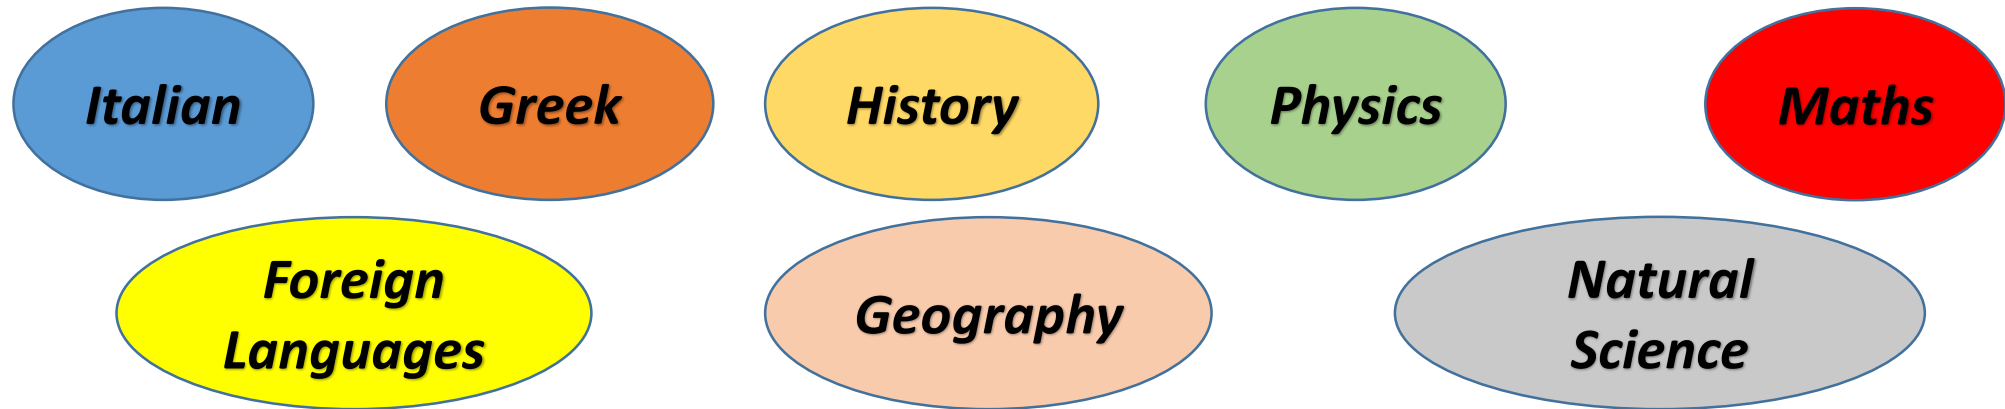 Italian
Greek
History
Physics
Maths
Foreign
Languages
Geography
Natural
Science